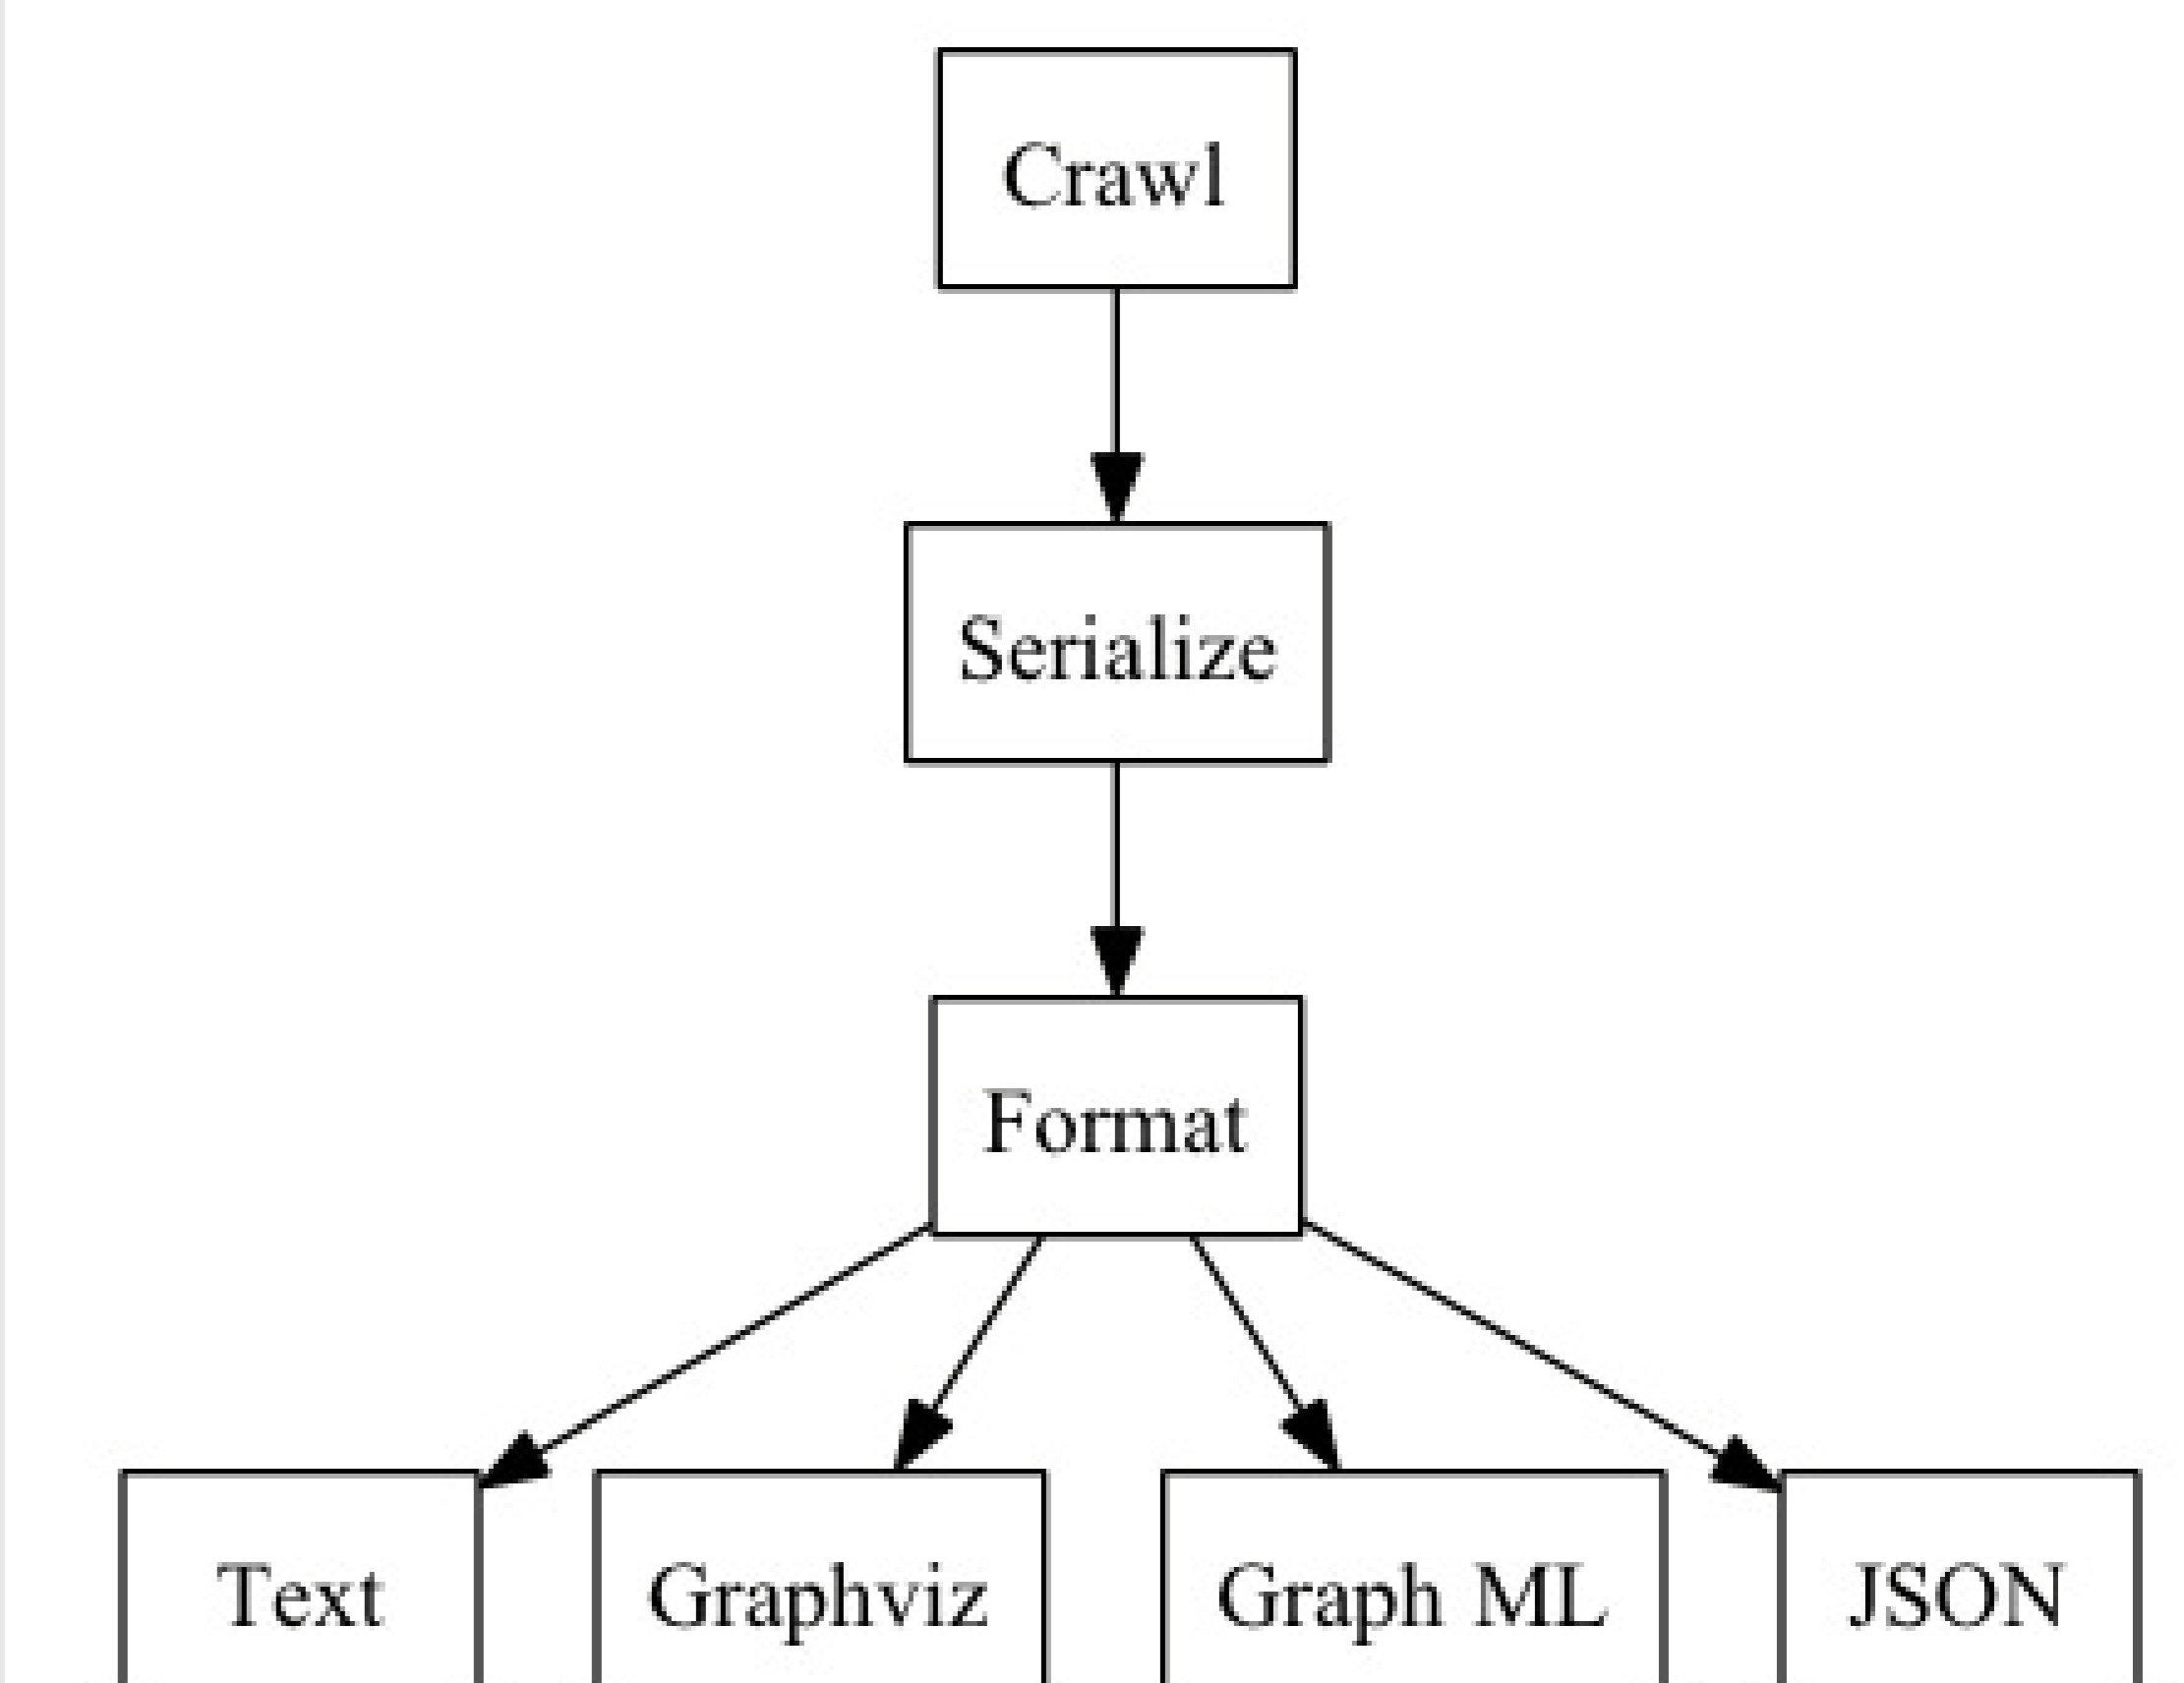 Crawl
Serialize
Format
Text
Graphviz
Graph ML
JSON